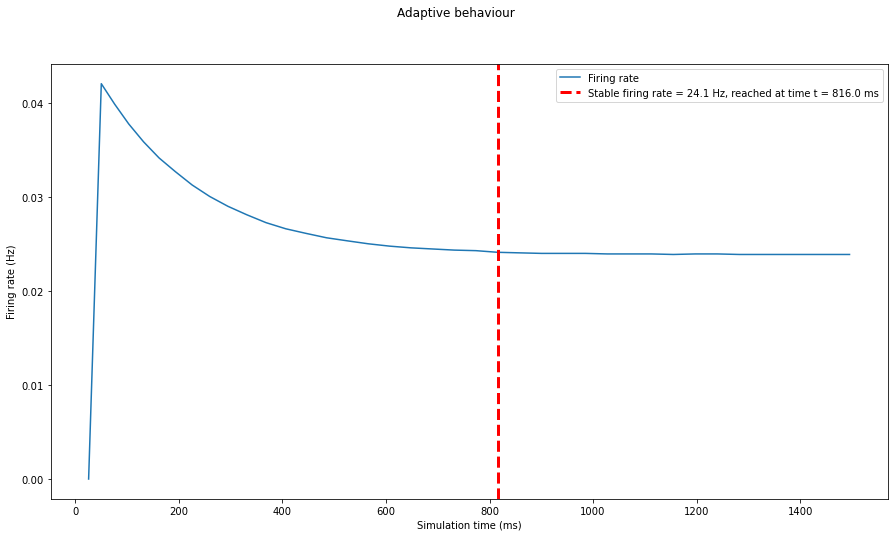 Adaptive behaviour
Firing rate
Stable firing rate = 24.1 Hz, reached at time t = 816.0 ms
0.04
0.03
0.02
0.01
0.00
Firing rate (Hz)
0 200 400 600 800 1000 1200 1400
Simulation time (ms)